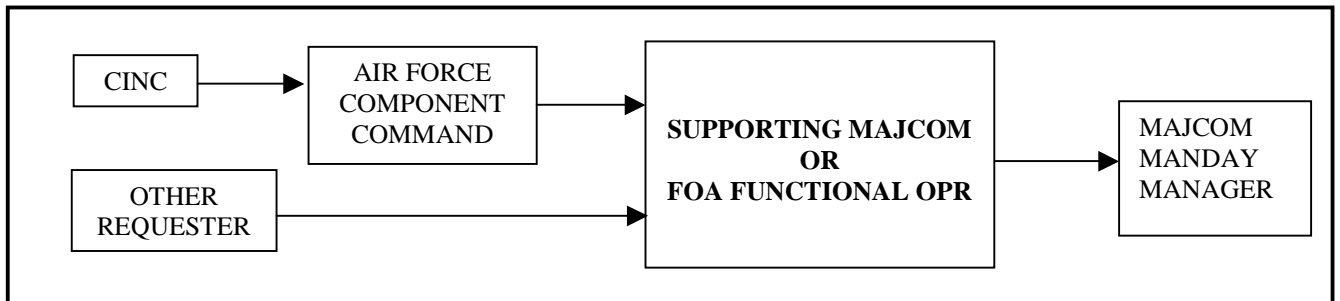 CINC
AIR FORCE
COMPONENT
COMMAND
OTHER
REQUESTER
SUPPORTING MAJCOM
OR
FOA FUNCTIONAL OPR
MAJCOM
MANDAY
MANAGER